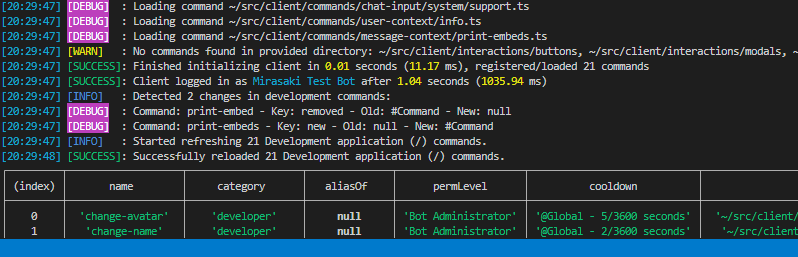 [20:29:47] [DEBUG] : Loading command ~/src/client/commands/chat-input/system/support.ts
[20:29:47] [DEBUG] : Loading command ~/src/client/commands/user-context/info.ts
[20:29:47] [DEBUG] : Loading command ~/src/client/commands/message-context/print-embeds.ts
[20:29:47] [WARN] : No commands found in provided directory: ~/src/client/interactions/buttons, ~/src/client/interactions/modals, ~
[20:29:47] [SUCCESS]: Finished initializing client in 0.01 seconds (11.17 ms), registered/loaded 21 commands
[20:29:47] [SUCCESS]: Client logged in as Mirasaki Test Bot after 1.04 seconds (1035.94 ms)
[20:29:47] [INFO] : Detected 2 changes in development commands:
[20:29:47] [DEBUG] : Command: print-embed - Key: removed - Old: #Command - New: null
[20:29:47] [DEBUG] : Command: print-embeds - Key: new - Old: null - New: #Command
[20:29:47] [INFO] : Started refreshing 21 Development application (/) commands.
[20:29:48] [SUCCESS]: Successfully reloaded 21 Development application (/) commands.
(index) name category aliasOf permLevel cooldown
0 'change-avatar' 'developer' null 'Bot Administrator' '@Global - 5/3600 seconds' '~/src/client/
1 'change-name' 'developer' null 'Bot Administrator' '@Global - 2/3600 seconds' '~/src/client